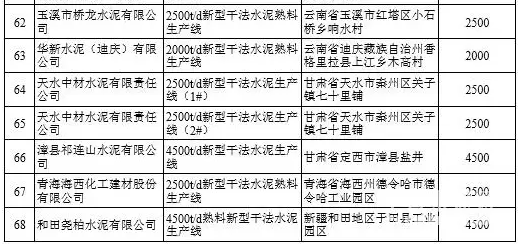 62 玉溪市桥龙水泥有限公司 2500t/d新型干法水泥熟料生产线 云南省玉溪市红塔区小石桥乡响水村 2500
63 华新水泥（迪庆）有限公司 2000t/d新型干法水泥熟料生产线 云南省迪庆藏族自治州香格里拉县上江乡木高村 2000
64 天水中材水泥有限责任公司 2500t/d新型干法水泥生产线（1#） 甘肃省天水市秦州区关子镇七十里铺 2500
65 天水中材水泥有限责任公司 2500t/d新型干法水泥生产线（2#） 甘肃省天水市秦州区关子镇七十里铺 2500
66 漳县祁连山水泥有限公司 4500t/d新型干法水泥生产线 甘肃省定西市漳县盐井 4500
67 青海海西化工建材股份有限公司 2500t/d新型干法水泥熟料生产线 青海省海西州德令哈市德令哈工业园区 2500
68 和田尧柏水泥有限公司 4500t/d熟料新型干法水泥生产线 新疆和田地区于田县工业园区 4500